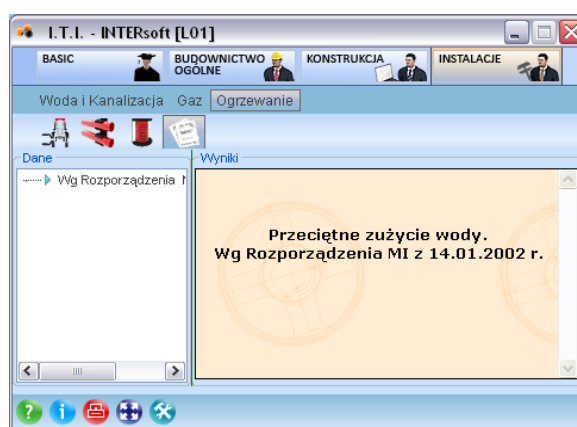 I.T.I. - INTERsoft [L01]
BASIC
BUDOWNICTWO
OGÓLNE
KONSTRUKCJA
INSTALACJE
Woda i Kanalizacja Gaz Ogrzewanie
Dane
Wyniki
Wg Rozporządzenia
Przeciętne zużycie wody.
Wg Rozporządzenia MI z 14.01.2002 r.